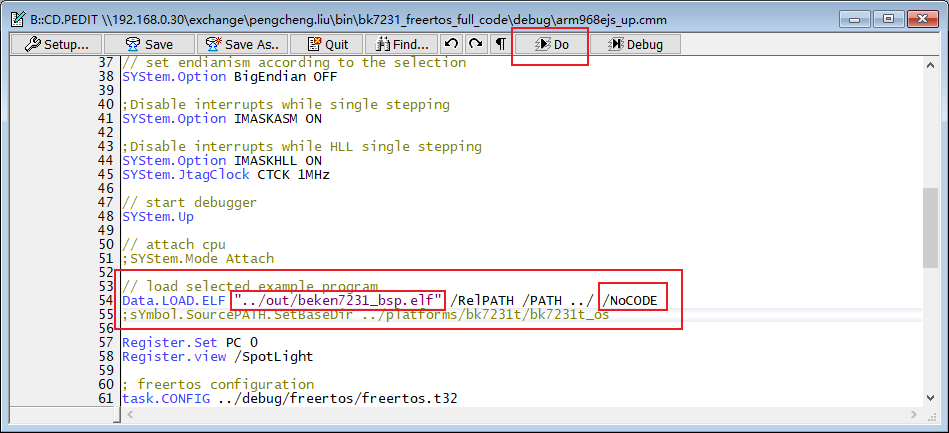 B::CD.PEDIT \\192.168.0.30\exchange\pengcheng.liu\bin\bk7231_freertos_full_code\debug\arm968ejs_up.cmm
Setup... Save Save As.. Quit Find... ¶ Do Debug
37 // set endianism according to the selection
38 SYStem.Option BigEndian OFF
39
40 ;Disable interrupts while single stepping
41 SYStem.Option IMASKASM ON
42
43 ;Disable interrupts while HLL single stepping
44 SYStem.Option IMASKHLL ON
45 SYStem.JtagClock CTCK 1MHz
46
47 // start debugger
48 SYStem.Up
49
50 // attach cpu
51 ;SYStem.Mode Attach
52
53 // load selected example program
54 Data.LOAD.ELF "../out/beken7231_bsp.elf" /RelPATH /PATH ../ /NoCODE
55 ;sYmbol.SourcePATH.SetBaseDir ../platforms/bk7231t/bk7231t_os
56
57 Register.Set PC 0
58 Register.view /SpotLight
59
60 ; freertos configuration
61 task.CONFIG ../debug/freertos/freertos.t32